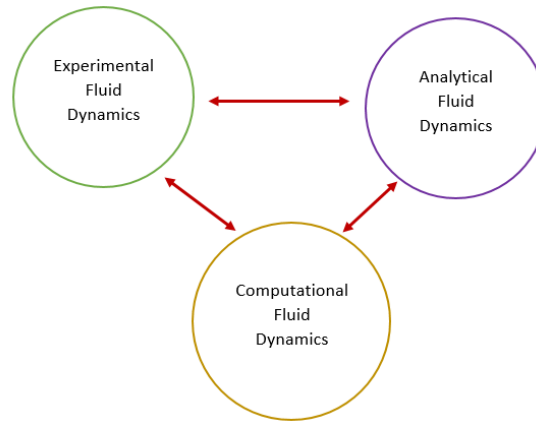 Experimental
Fluid
Dynamics
Analytical
Fluid
Dynamics
Computational
Fluid
Dynamics